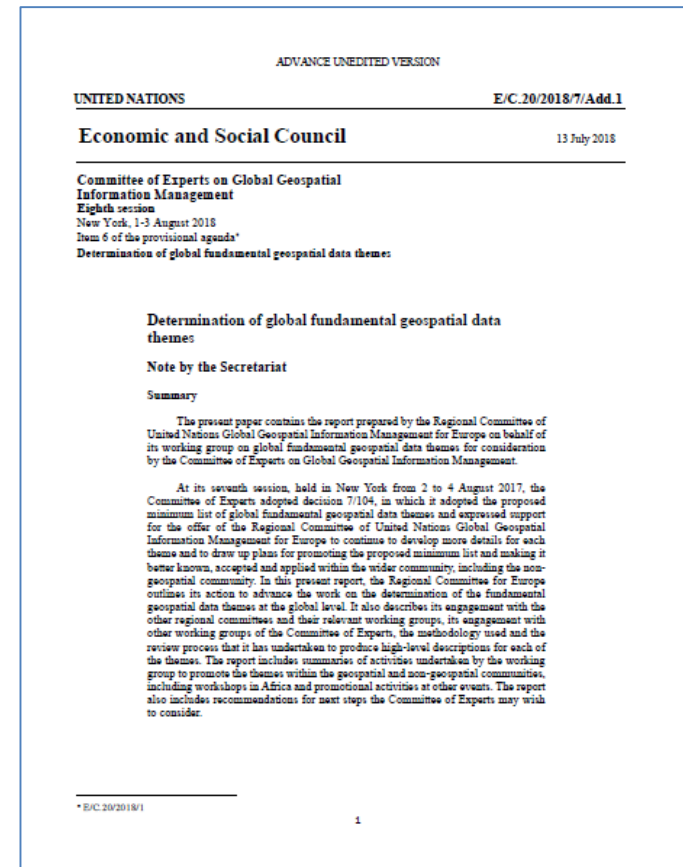 ADVANCE UNEDITED VERSION
UNITED NATIONS E/C.20/2018/7/Add.1
Economic and Social Council 13 July 2018
Committee of Experts on Global Geospatial
Information Management
Eighth session
New York, 1-3 August 2018
Item 6 of the provisional agenda*
Determination of global fundamental geospatial data themes
Determination of global fundamental geospatial data
themes
Note by the Secretariat
Summary
The present paper contains the report prepared by the Regional Committee of
United Nations Global Geospatial Information Management for Europe on behalf of
its working group on global fundamental geospatial data themes for consideration
by the Committee of Experts on Global Geospatial Information Management.
At its seventh session, held in New York from 2 to 4 August 2017, the
Committee of Experts adopted decision 7/104, in which it adopted the proposed
minimum list of global fundamental geospatial data themes and expressed support
for the offer of the Regional Committee of United Nations Global Geospatial
Information Management for Europe to continue to develop more details for each
theme and to draw up plans for promoting the proposed minimum list and making it
better known, accepted and applied within the wider community, including the non-
geospatial community. In this present report, the Regional Committee for Europe
outlines its action to advance the work on the determination of the fundamental
geospatial data themes at the global level. It also describes its engagement with the
other regional committees and their relevant working groups, its engagement with
other working groups of the Committee of Experts, the methodology used and the
review process that it has undertaken to produce high-level descriptions for each of
the themes. The report includes summaries of activities undertaken by the working
group to promote the themes within the geospatial and non-geospatial communities,
including workshops in Africa and promotional activities at other events. The report
also includes recommendations for next steps the Committee of Experts may wish
to consider.
* E/C.20/2018/1
1